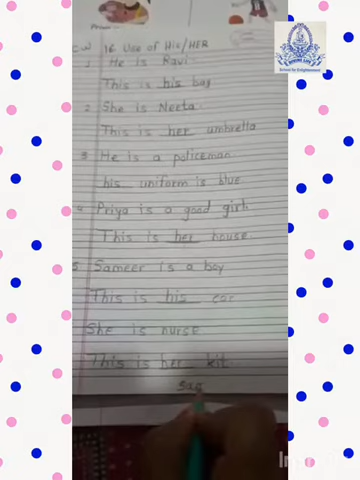 C.W 16 Use of His/HER
1 He is Ravi
This is his bag
2 She is Neeta.
This is her umbrella
3 He is a policeman.
his uniform is blue
4 Priya is a good girl.
This is her house
5 Sameer is a boy
This is his car
She is nurse
This is her kit.